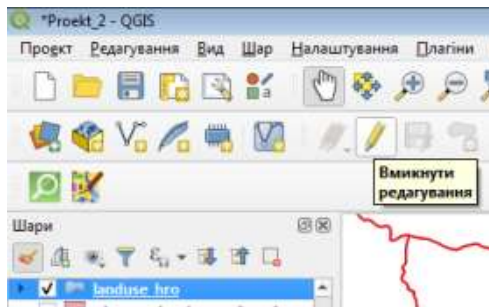 *Proekt_2 - QGIS
Проєкт Редагування Вид Шар Налаштування Плагіни
Вмикнути
редагування
Шари
landuse_hro